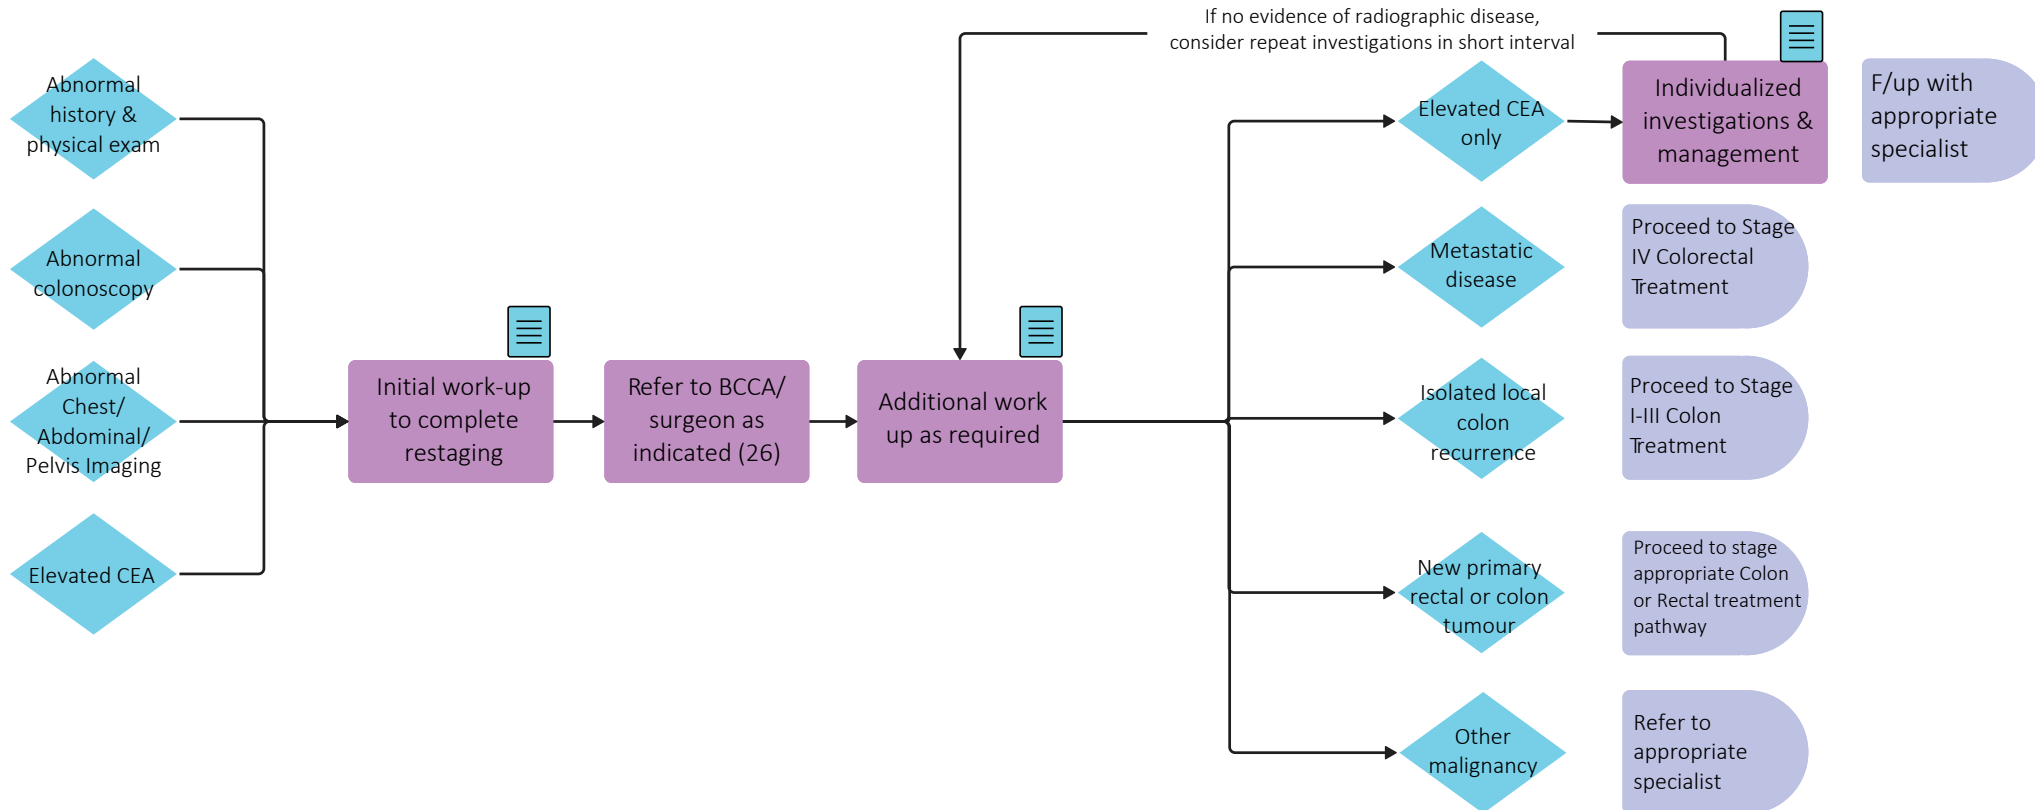 If no evidence of radiographic disease,
consider repeat investigations in short interval
Abnormal
history &
physical exam
Abnormal
colonoscopy
Abnormal
Chest/
Abdominal/
Pelvis Imaging
Elevated CEA
Initial work-up
to complete
restaging
Refer to BCCA/
surgeon as
indicated (26)
Additional work
up as required
Elevated CEA
only
Individualized
investigations &
management
F/up with
appropriate
specialist
Metastatic
disease
Proceed to Stage
IV Colorectal
Treatment
Isolated local
colon
recurrence
Proceed to Stage
I-III Colon
Treatment
New primary
rectal or colon
tumour
Proceed to stage
appropriate Colon
or Rectal treatment
pathway
Other
malignancy
Refer to
appropriate
specialist